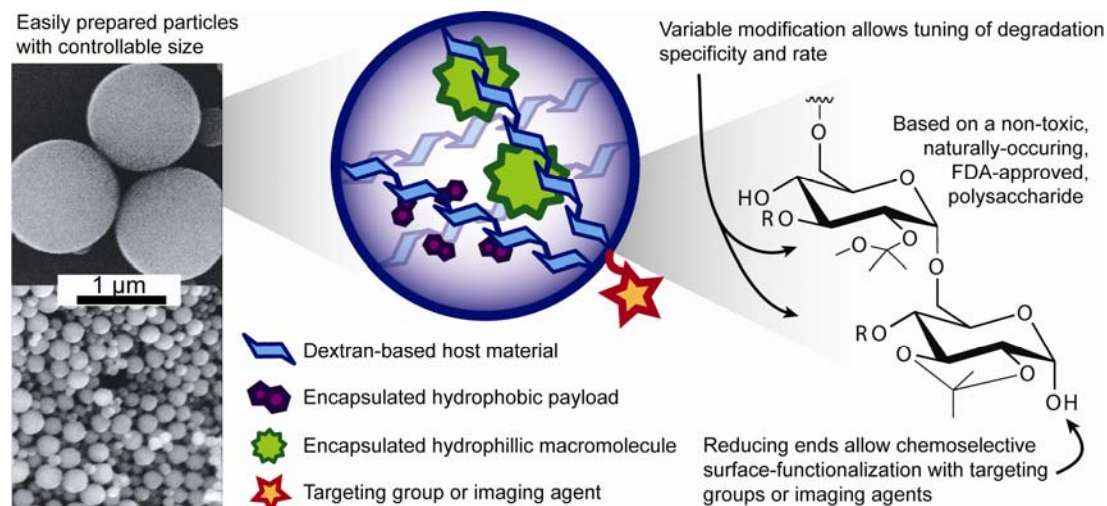 Easily prepared particles
with controllable size
1 µm
Dextran-based host material
Encapsulated hydrophobic payload
Encapsulated hydrophillic macromolecule
Targeting group or imaging agent
Variable modification allows tuning of degradation
specificity and rate
Based on a non-toxic,
naturally-occuring,
FDA-approved,
polysaccharide
O
HO
O
RO
O
O
O
O
RO
O
O
O
OH
Reducing ends allow chemoselective
surface-functionalization with targeting
groups or imaging agents